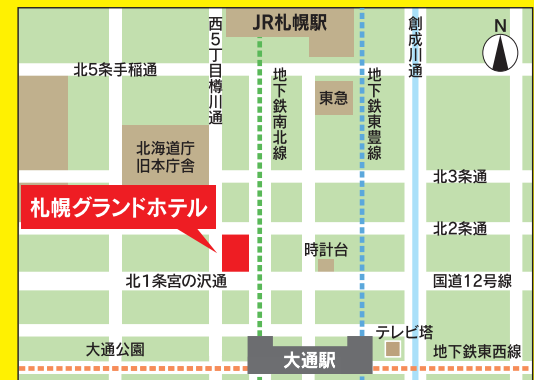 JR札幌駅
西5丁目樽川通
創成川通
N
北5条手稲通
地下鉄南北線
東急
地下鉄東豊線
北海道庁
旧本庁舎
北3条通
札幌グランドホテル
北2条通
時計台
北1条宮の沢通
国道12号線
テレビ塔
大通公園
大通駅
地下鉄東西線